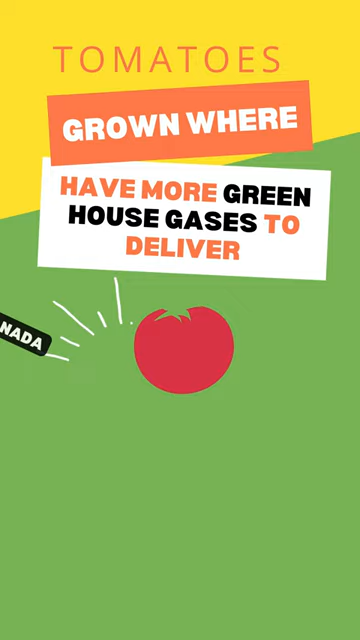 TOMATOES
GROWN WHERE
HAVE MORE GREEN
HOUSE GASES TO
DELIVER
NADA